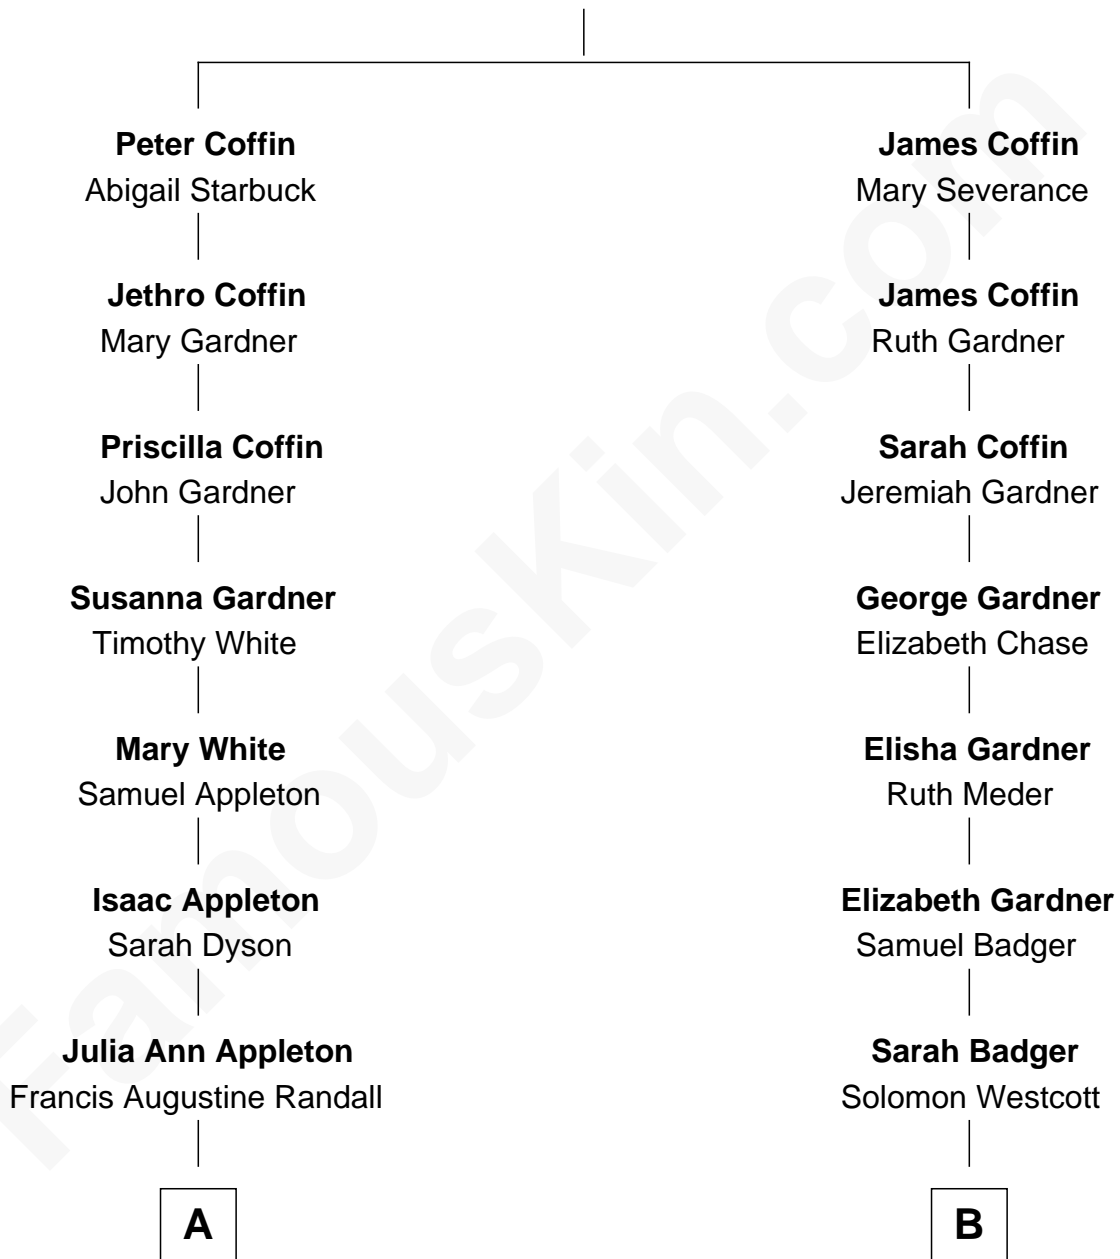 Peter Coffin
Abigail Starbuck
Jethro Coffin
Mary Gardner
Priscilla Coffin
John Gardner
Susanna Gardner
Timothy White
Mary White
Samuel Appleton
Isaac Appleton
Sarah Dyson
Julia Ann Appleton
Francis Augustine Randall
A
James Coffin
Mary Severance
James Coffin
Ruth Gardner
Sarah Coffin
Jeremiah Gardner
George Gardner
Elizabeth Chase
Elisha Gardner
Ruth Meder
Elizabeth Gardner
Samuel Badger
Sarah Badger
Solomon Westcott
B
FamousKin.com